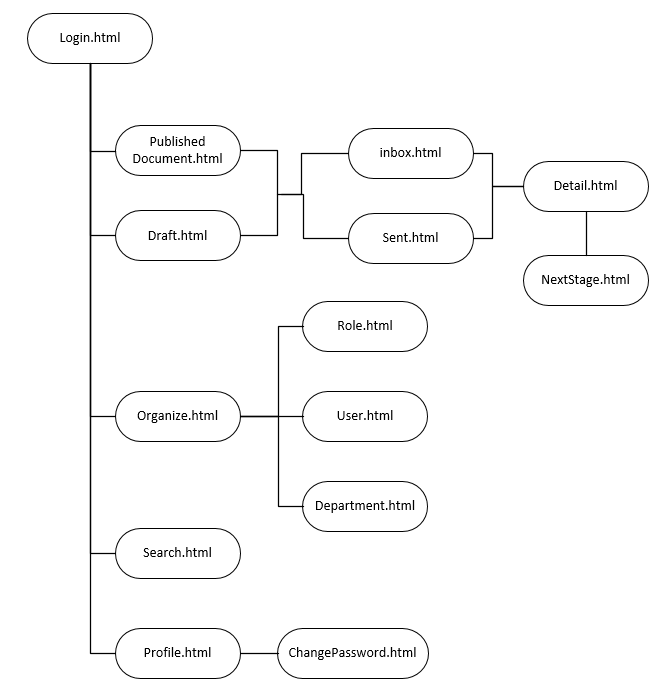 Login.html
Published
Document.html
inbox.html
Detail.html
Draft.html
Sent.html
NextStage.html
Role.html
Organize.html
User.html
Department.html
Search.html
Profile.html
ChangePassword.html